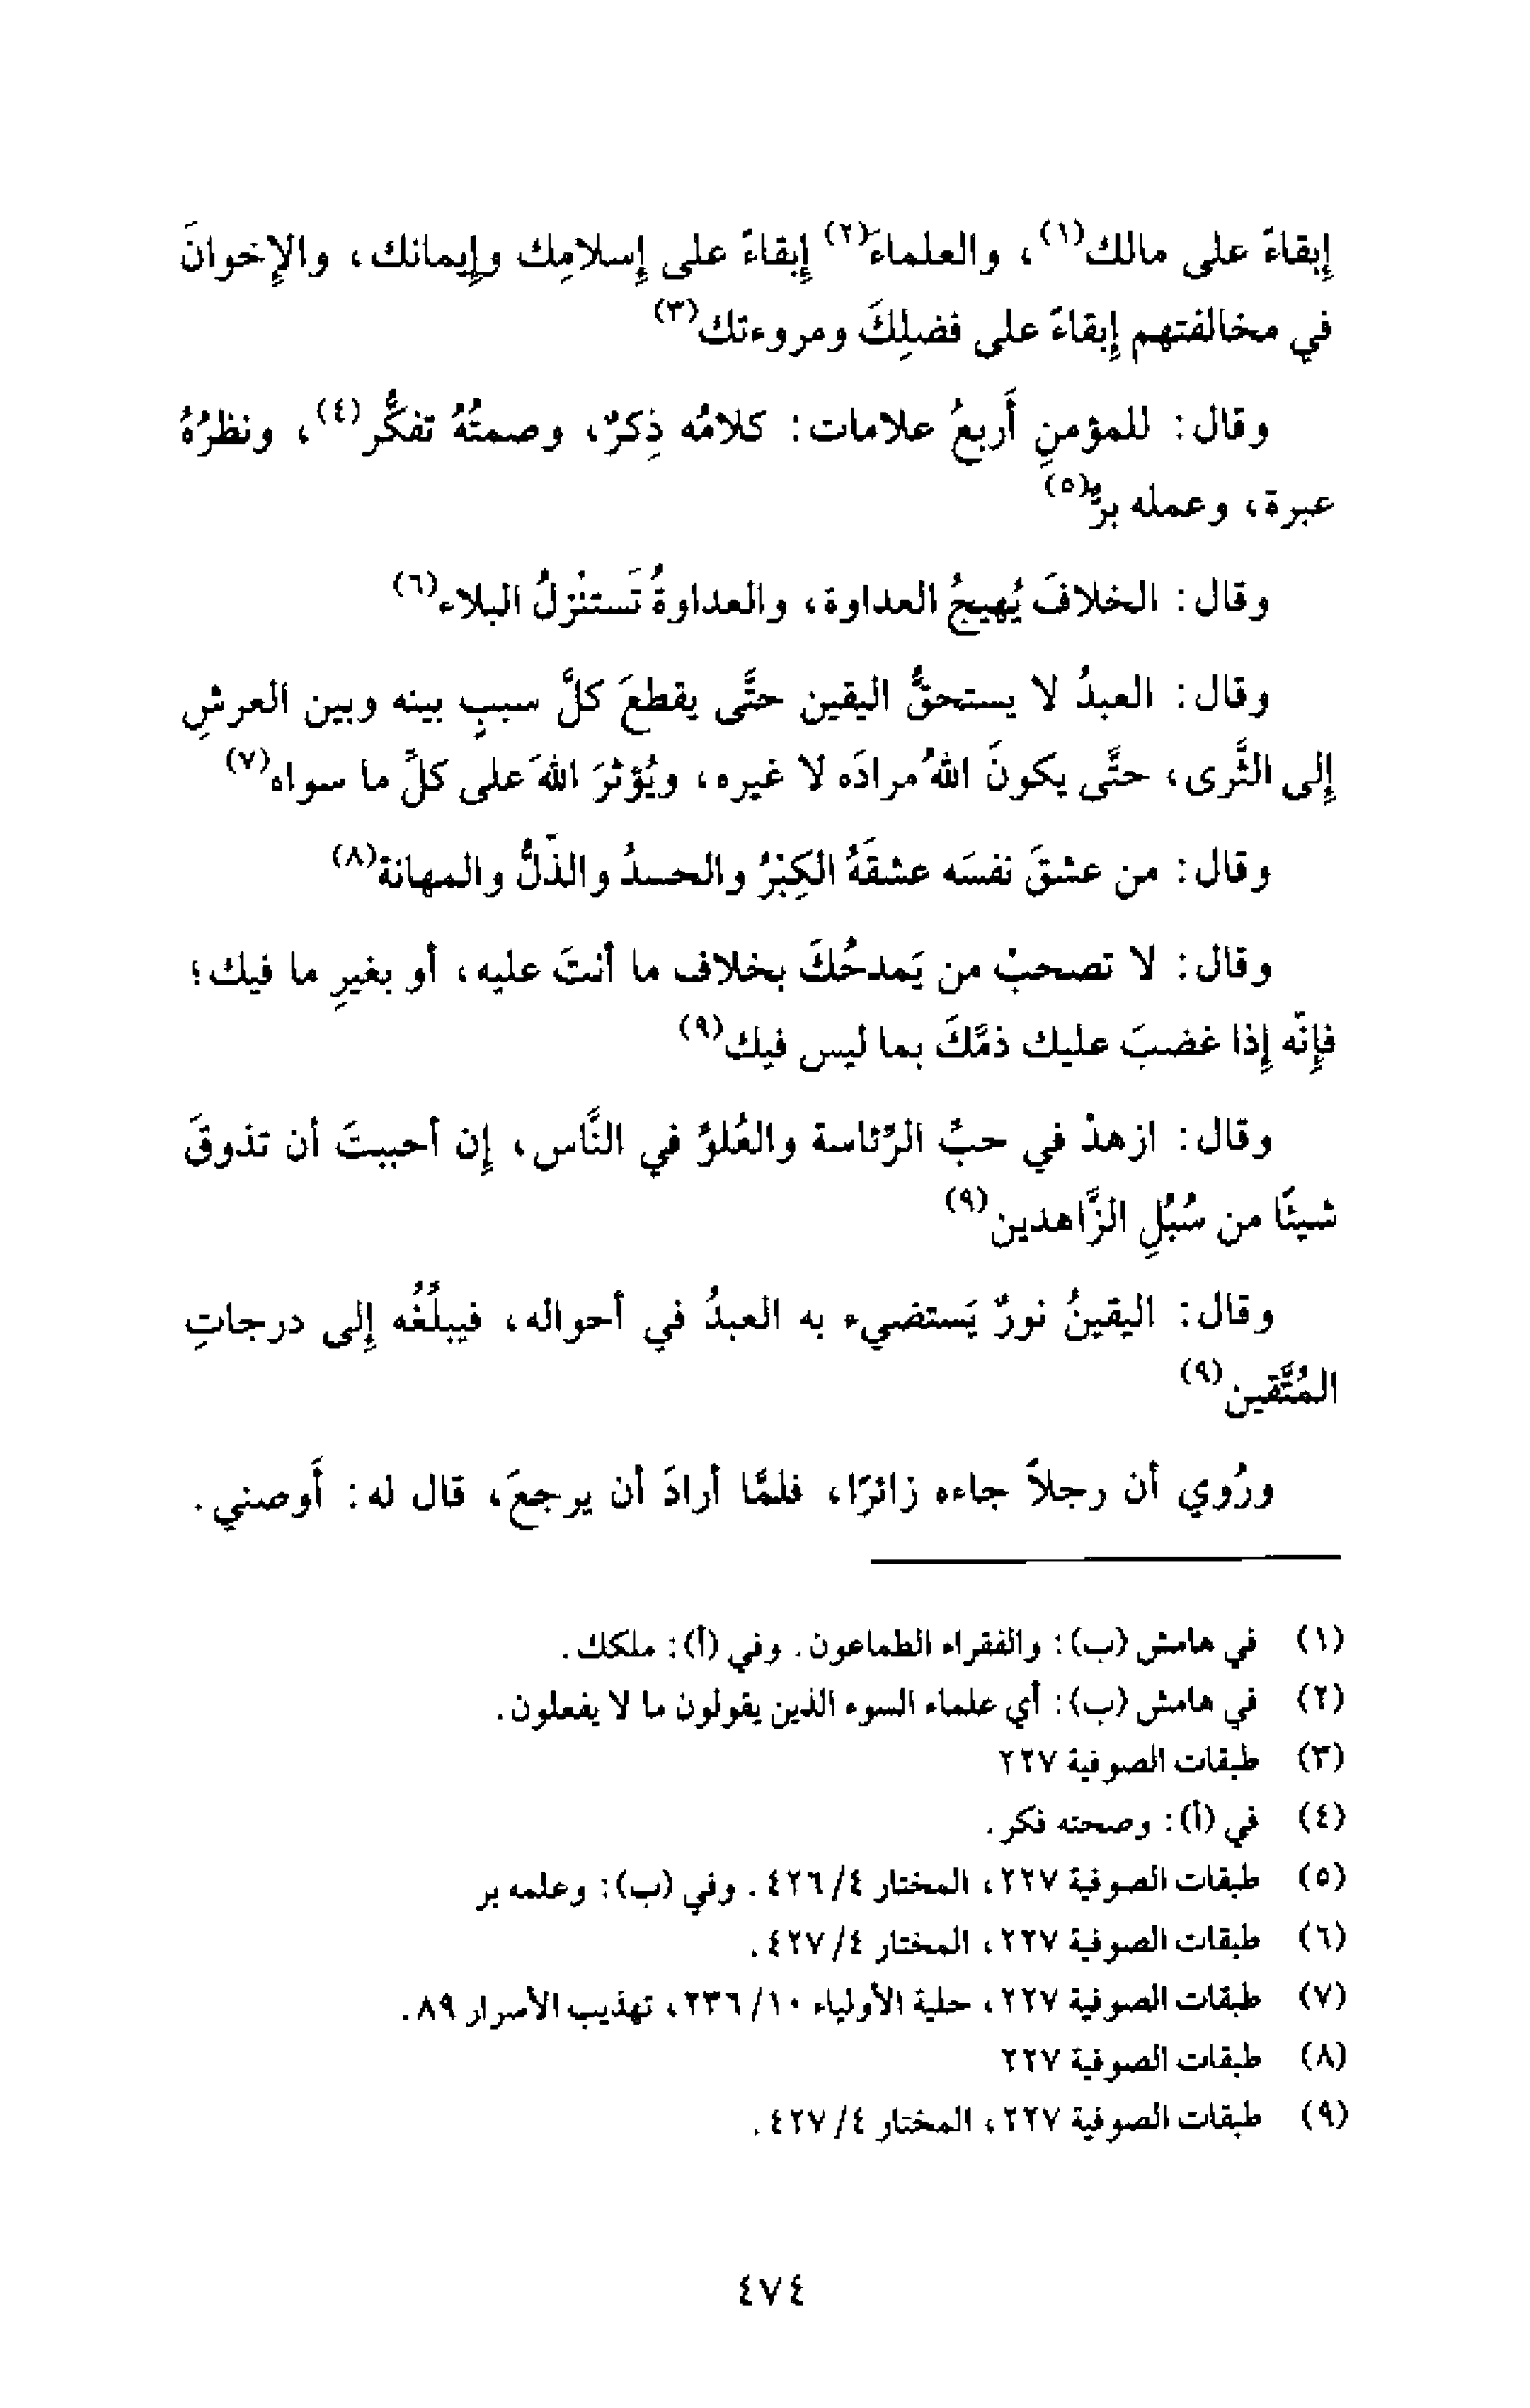 إبقاءً على مالك(١)، والعلماءَ(٢) إبقاءً على إسلامِك وإيمانك، والإخوانَ
في مخالفتهم إبقاءً على فضلِكَ ومروءتك(٣)
وقال: للمؤمنِ أربعُ علامات: كلامُه ذِكرٌ، وصمتُهُ تفكُّر(٤)، ونظرُهُ
عبرة، وعمله برٌّ(٥)
وقال: الخلافَ يُهيجُ العداوة، والعداوةُ تَستنْزلُ البلاء(٦)
وقال: العبدُ لا يستحقُّ اليقين حتَّى يقطعَ كلَّ سببٍ بينه وبين العرشِ
إلى الثَّرى، حتَّى يكونَ اللهُ مرادَه لا غيره، ويُؤثرَ اللهَ على كلِّ ما سواه(٧)
وقال: من عشقَ نفسَه عشقَهُ الكِبْرُ والحسدُ والذّلُّ والمهانة(٨)
وقال: لا تصحبْ من يَمدحُكَ بخلاف ما أنتَ عليه، أو بغيرِ ما فيك؛
فإنّه إذا غضبَ عليك ذمَّكَ بما ليس فيك(٩)
وقال: ازهدْ في حبِّ الرّئاسة والعُلوّ في النَّاس، إن أحببتَ أن تذوقَ
شيئًا من سُبُلِ الزَّاهدين(٩)
وقال: اليقينُ نورٌ يَستضيء به العبدُ في أحواله، فيبلُغُه إلى درجاتِ
المُتَّقين(٩)
ورُوي أن رجلاً جاءه زائرًا، فلمَّا أرادَ أن يرجعَ، قال له: أَوصني.
(١) في هامش (ب): والفقراء الطماعون. وفي (أ): ملكك.
(٢) في هامش (ب): أي علماء السوء الذين يقولون ما لا يفعلون.
(٣) طبقات الصوفية ٢٢٧
(٤) في (أ): وصحته فكر.
(٥) طبقات الصوفية ٢٢٧، المختار ٤/ ٤٢٦. وفي (ب): وعلمه بر
(٦) طبقات الصوفية ٢٢٧، المختار ٤/ ٤٢٧.
(٧) طبقات الصوفية ٢٢٧، حلية الأولياء ١٠/ ٢٣٦، تهذيب الأسرار ٨٩.
(٨) طبقات الصوفية ٢٢٧
(٩) طبقات الصوفية ٢٢٧، المختار ٤/ ٤٢٧.
٤٧٤